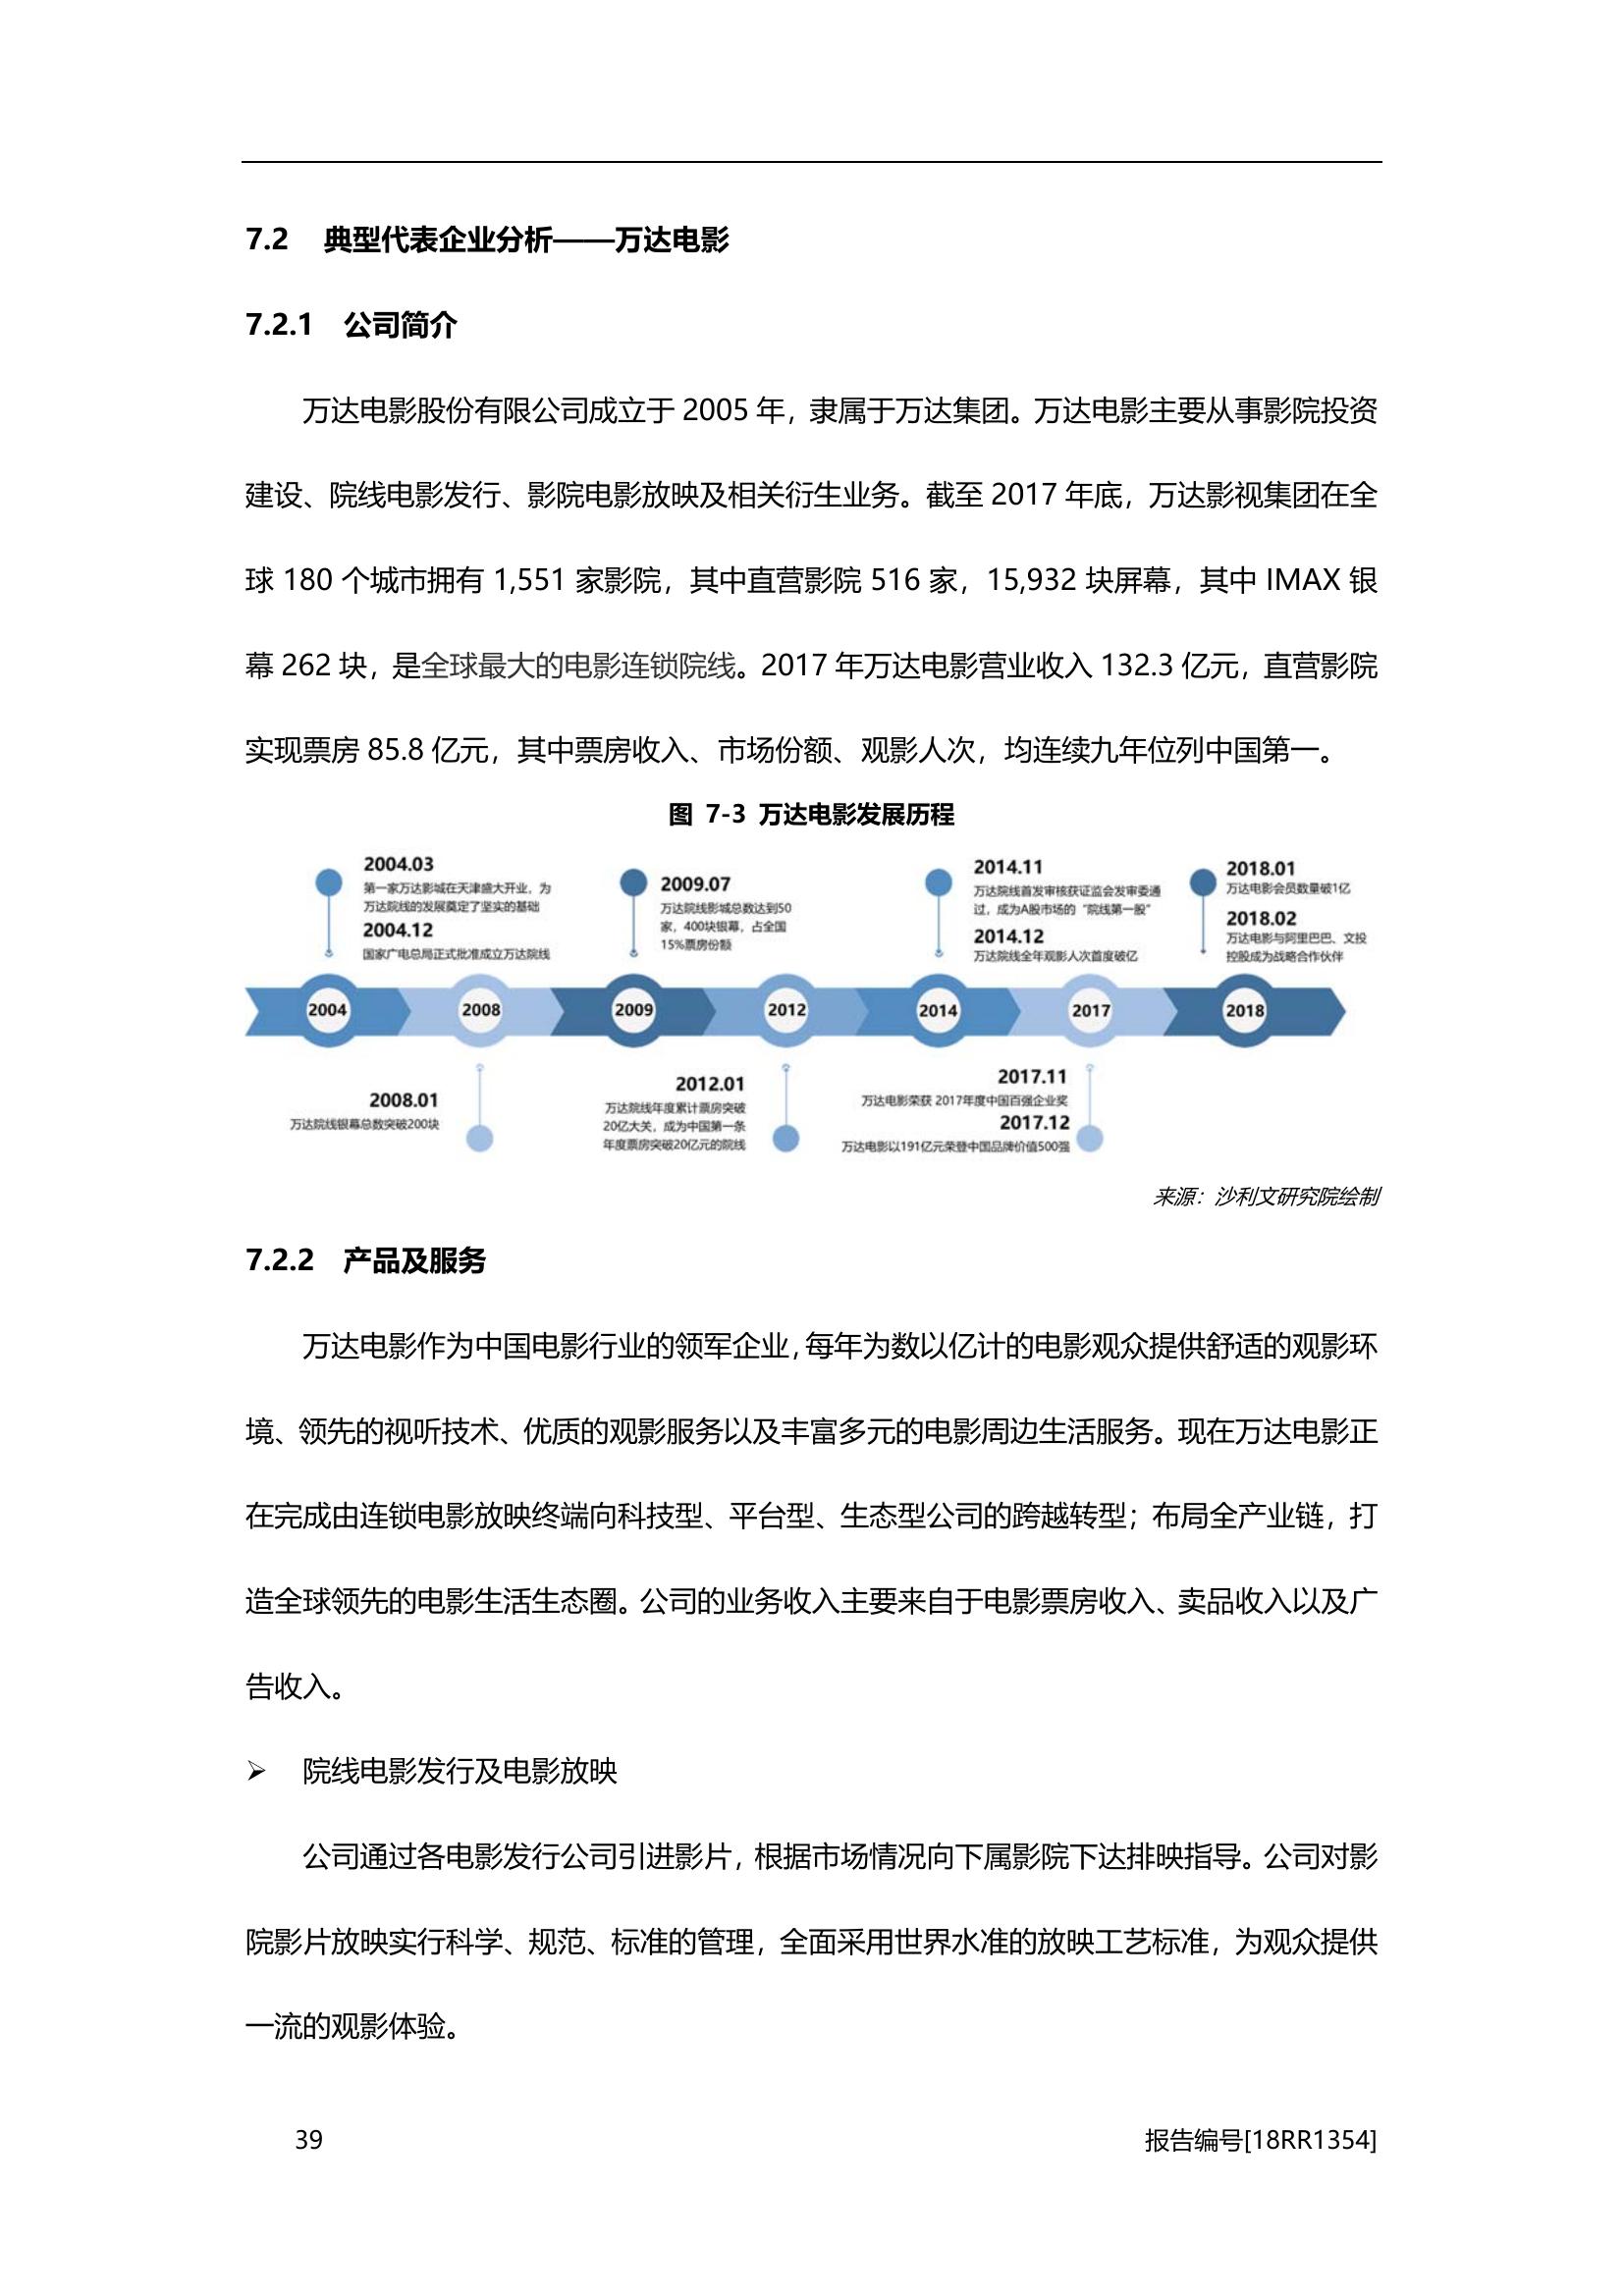 7.2 典型代表企业分析——万达电影
7.2.1 公司简介
万达电影股份有限公司成立于 2005 年，隶属于万达集团。万达电影主要从事影院投资
建设、院线电影发行、影院电影放映及相关衍生业务。截至 2017 年底，万达影视集团在全
球 180 个城市拥有 1,551 家影院，其中直营影院 516 家，15,932 块屏幕，其中 IMAX 银
幕 262 块，是全球最大的电影连锁院线。2017 年万达电影营业收入 132.3 亿元，直营影院
实现票房 85.8 亿元，其中票房收入、市场份额、观影人次，均连续九年位列中国第一。
图 7-3 万达电影发展历程
2004.03
第一家万达影城在天津盛大开业，为
万达院线的发展奠定了坚实的基础
2004.12
国家广电总局正式批准成立万达院线
2009.07
万达院线影城总数达到50
家，400块银幕，占全国
15%票房份额
2014.11
万达院线首发审核获证监会发审委通
过，成为A股市场的“院线第一股”
2014.12
万达院线全年观影人次首度破亿
2018.01
万达电影会员数量破1亿
2018.02
万达电影与阿里巴巴、文投
控股成为战略合作伙伴
2004
2008
2009
2012
2014
2017
2018
2008.01
万达院线银幕总数突破200块
2012.01
万达院线年度累计票房突破
20亿大关，成为中国第一条
年度票房突破20亿元的院线
2017.11
万达电影荣获 2017年度中国百强企业奖
2017.12
万达电影以191亿元荣登中国品牌价值500强
来源：沙利文研究院绘制
7.2.2 产品及服务
万达电影作为中国电影行业的领军企业，每年为数以亿计的电影观众提供舒适的观影环
境、领先的视听技术、优质的观影服务以及丰富多元的电影周边生活服务。现在万达电影正
在完成由连锁电影放映终端向科技型、平台型、生态型公司的跨越转型；布局全产业链，打
造全球领先的电影生活生态圈。公司的业务收入主要来自于电影票房收入、卖品收入以及广
告收入。
➢ 院线电影发行及电影放映
公司通过各电影发行公司引进影片，根据市场情况向下属影院下达排映指导。公司对影
院影片放映实行科学、规范、标准的管理，全面采用世界水准的放映工艺标准，为观众提供
一流的观影体验。
39
报告编号[18RR1354]